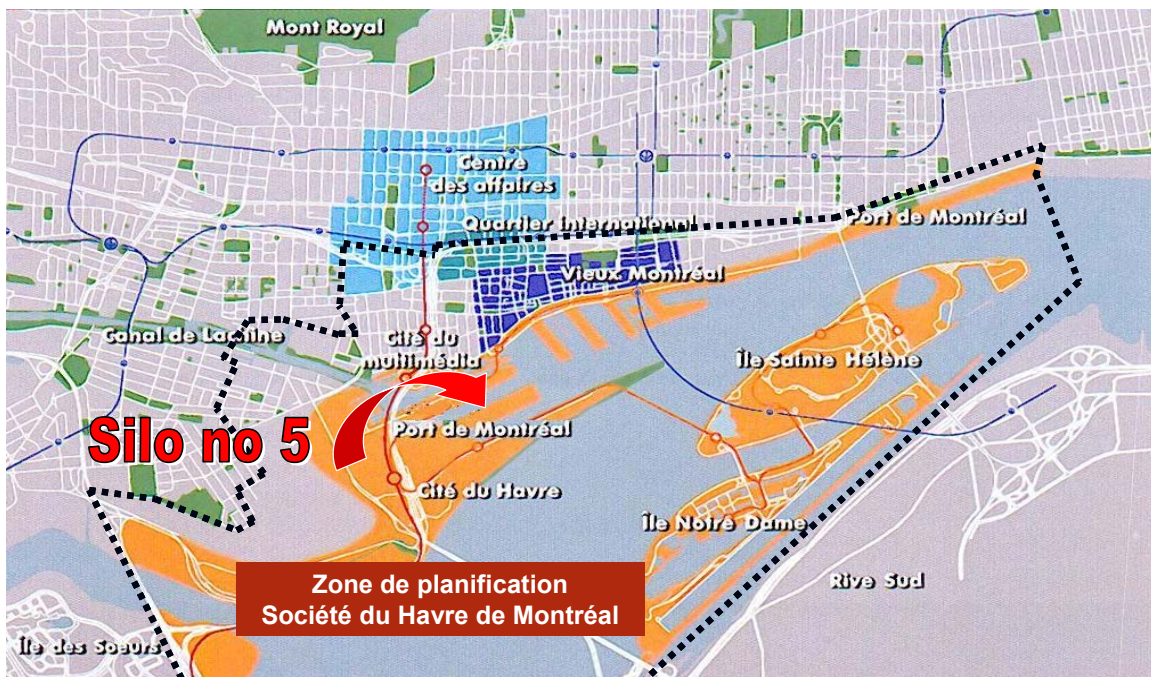 Mont Royal
Centre
des affaires
Quartier international
Port de Montréal
Vieux Montréal
Canal de Lachine
Cité du
multimédia
Île Sainte Hélène
Silo no 5
Port de Montréal
Cité du Havre
Île Notre Dame
Zone de planification
Société du Havre de Montréal
Rive Sud
Île des Soeurs